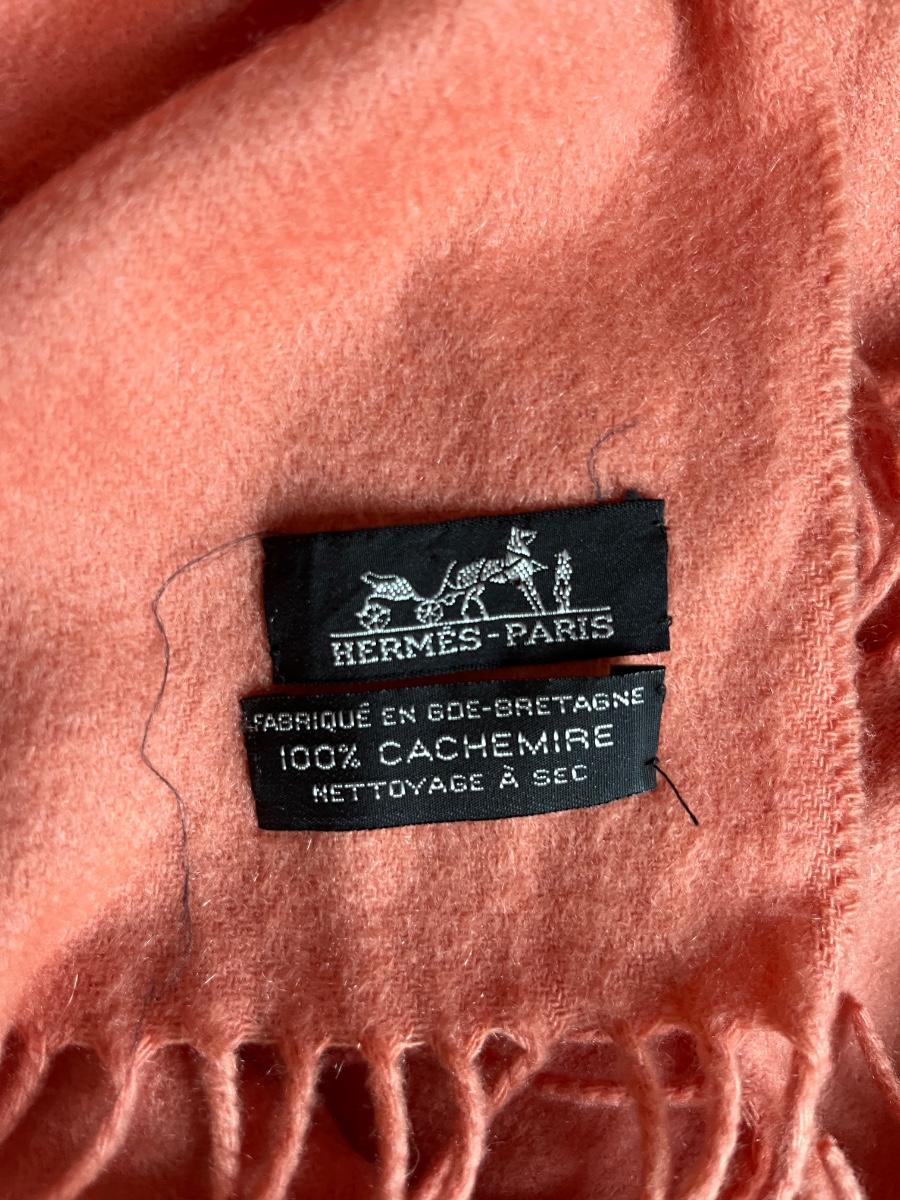 HERMÈS-PARIS
FABRIQUÉ EN GDE-BRETAGNE
100% CACHEMIRE
NETTOYAGE À SEC